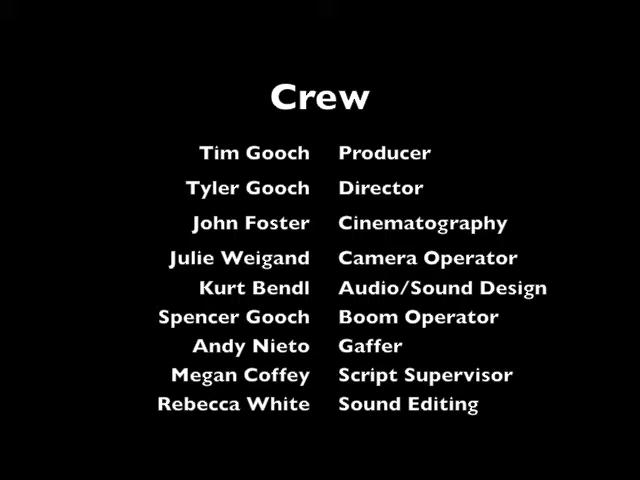 Crew
Tim Gooch Producer
Tyler Gooch Director
John Foster Cinematography
Julie Weigand Camera Operator
Kurt Bendl Audio/Sound Design
Spencer Gooch Boom Operator
Andy Nieto Gaffer
Megan Coffey Script Supervisor
Rebecca White Sound Editing